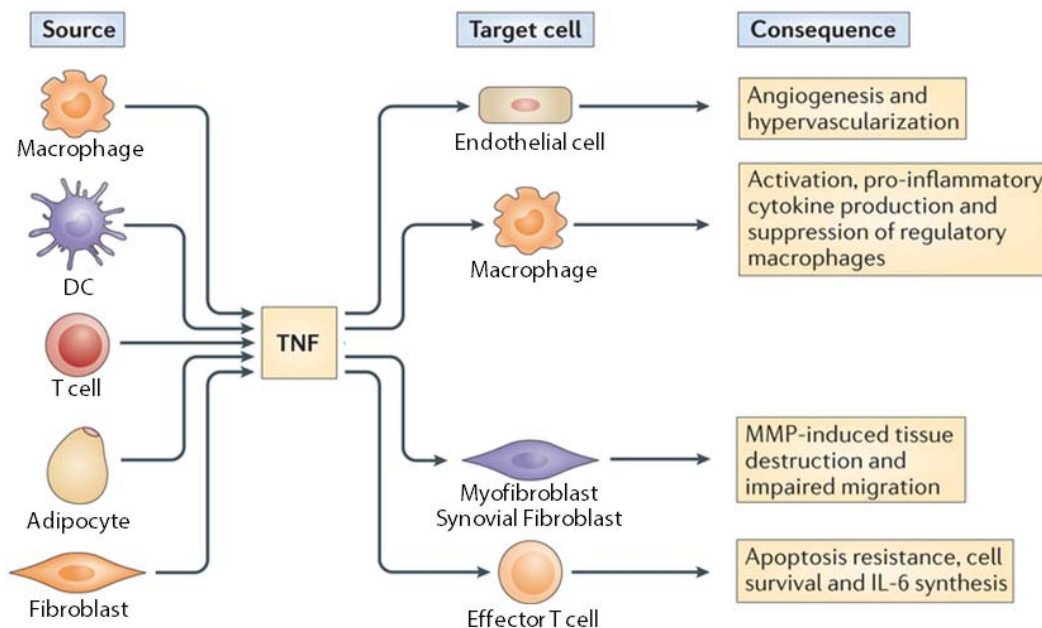 Source
Target cell
Consequence
Macrophage
DC
T cell
Adipocyte
Fibroblast
TNF
Endothelial cell
Macrophage
Myofibroblast
Synovial Fibroblast
Effector T cell
Angiogenesis and
hypervascularization
Activation, pro-inflammatory
cytokine production and
suppression of regulatory
macrophages
MMP-induced tissue
destruction and
impaired migration
Apoptosis resistance, cell
survival and IL-6 synthesis